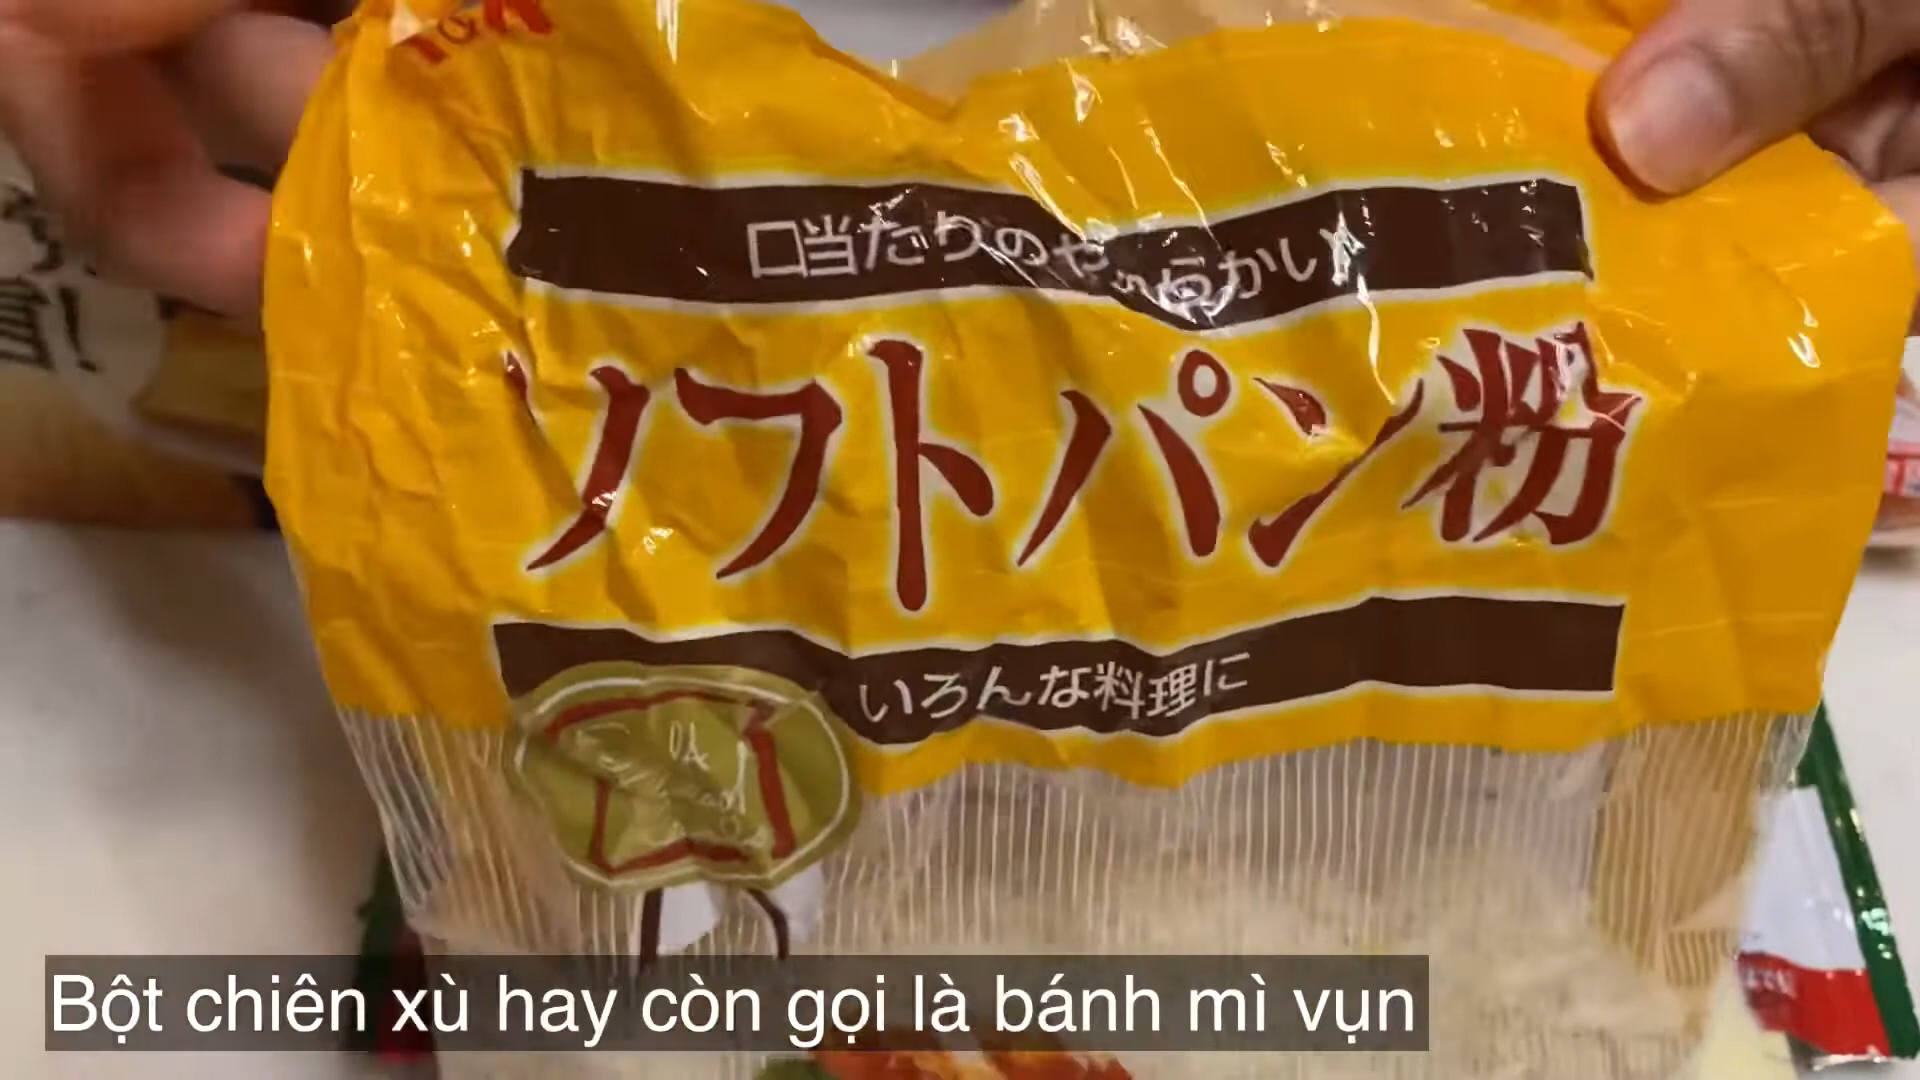 口当たりのやわらかい
ソフトパン粉
いろんな料理に
Bột chiên xù hay còn gọi là bánh mì vụn